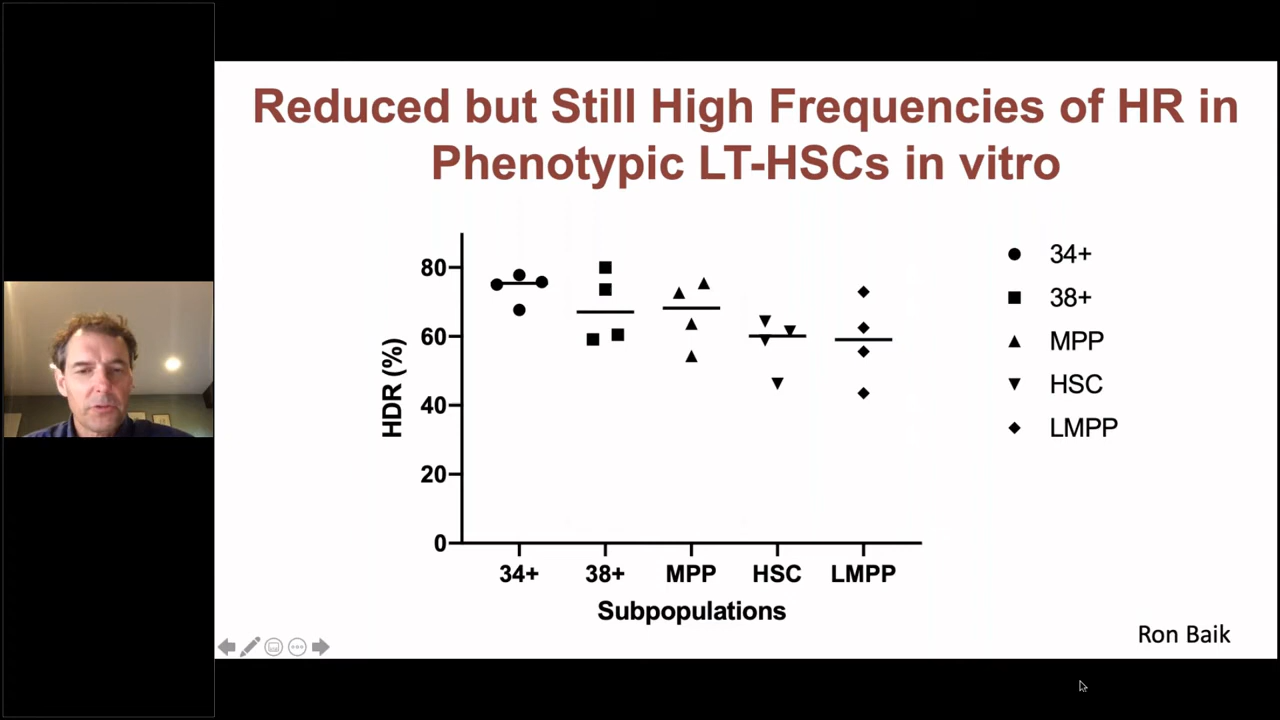 Reduced but Still High Frequencies of HR in
Phenotypic LT-HSCs in vitro
HDR (%)
80
60
40
20
0
34+ 38+ MPP HSC LMPP
Subpopulations
34+
38+
MPP
HSC
LMPP
Ron Baik